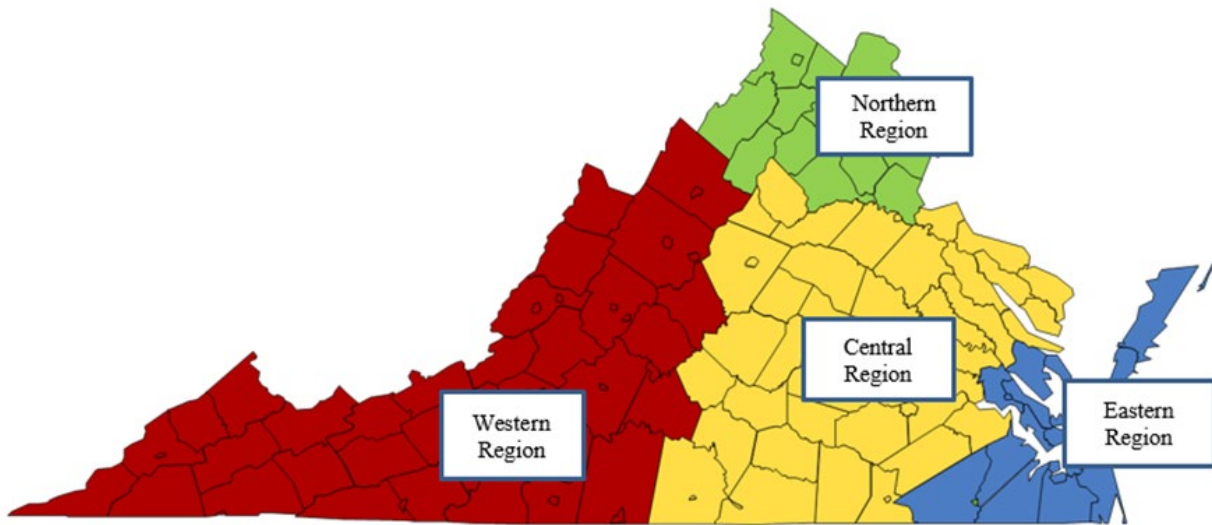 Northern
Region
Central
Region
Western
Region
Eastern
Region